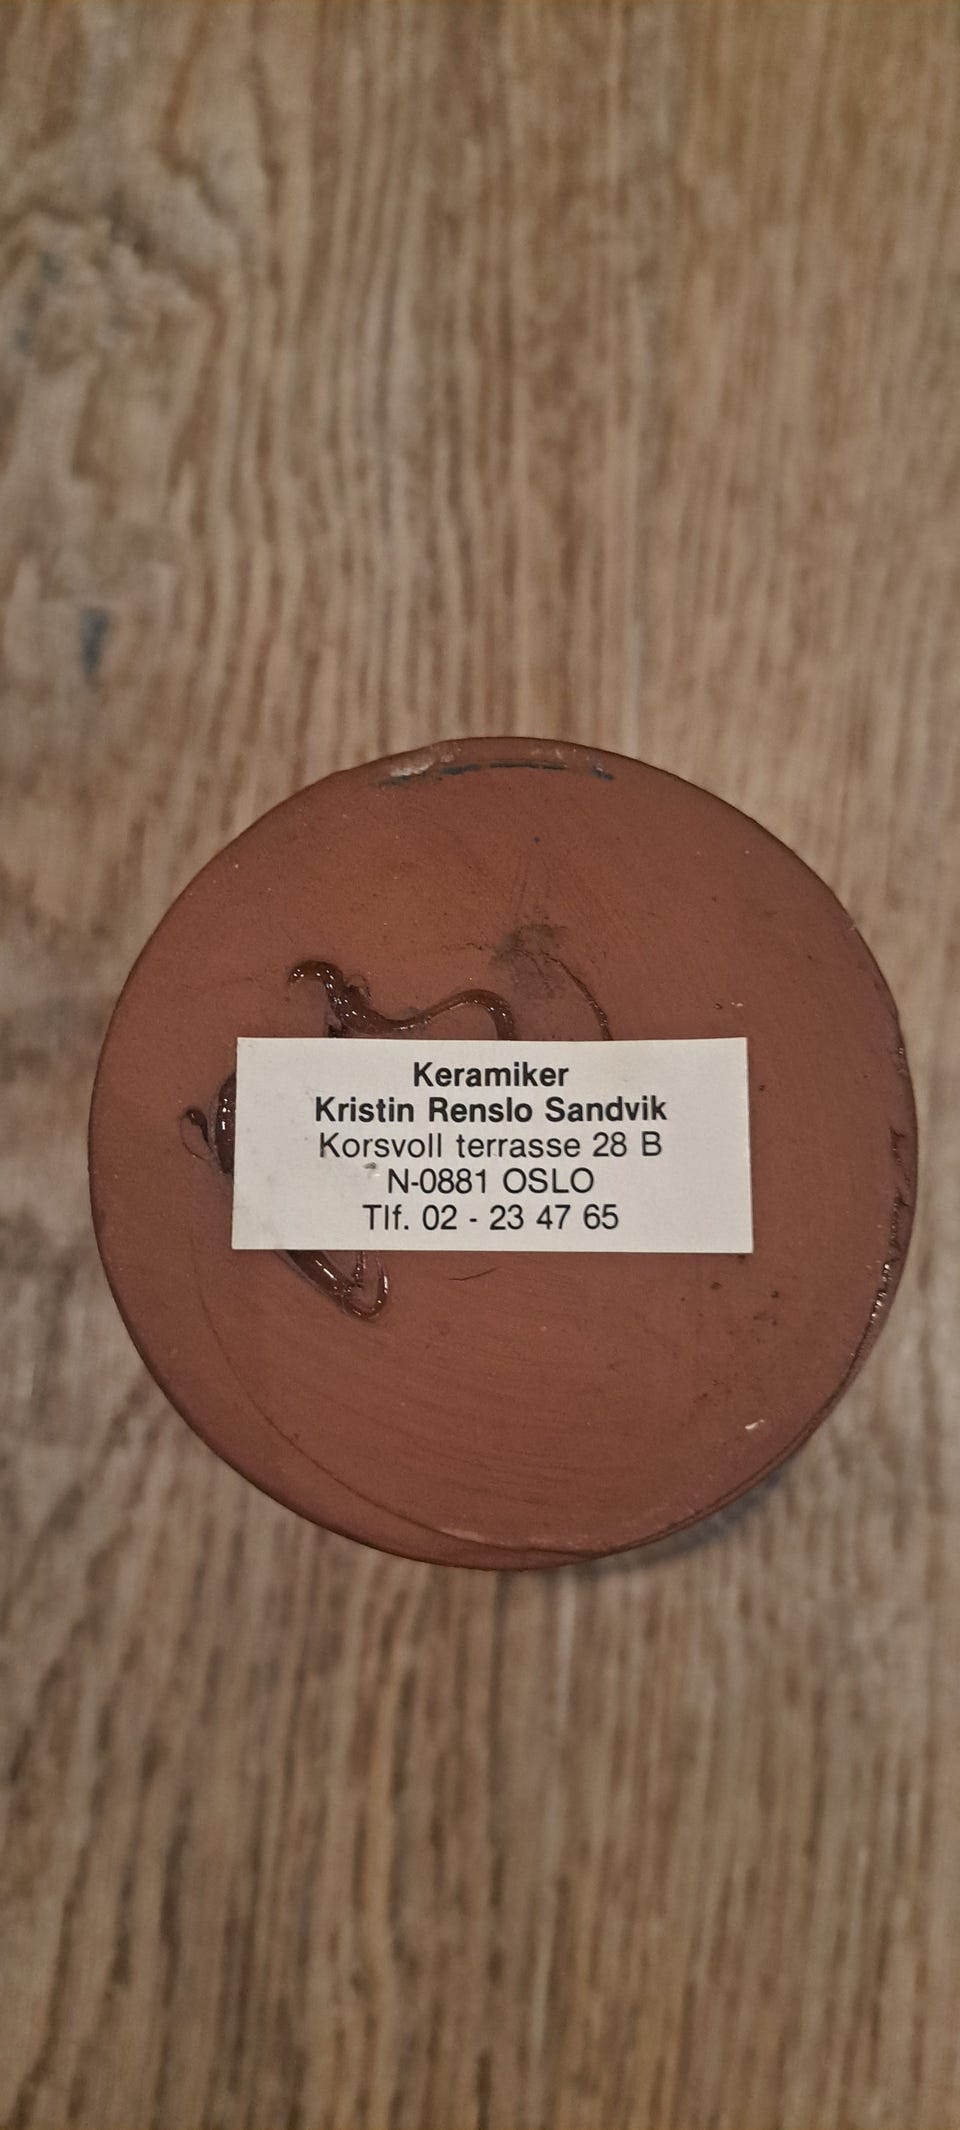 Keramiker
Kristin Renslo Sandvik
Korsvoll terrasse 28 B
N-0881 OSLO
Tlf. 02 - 23 47 65